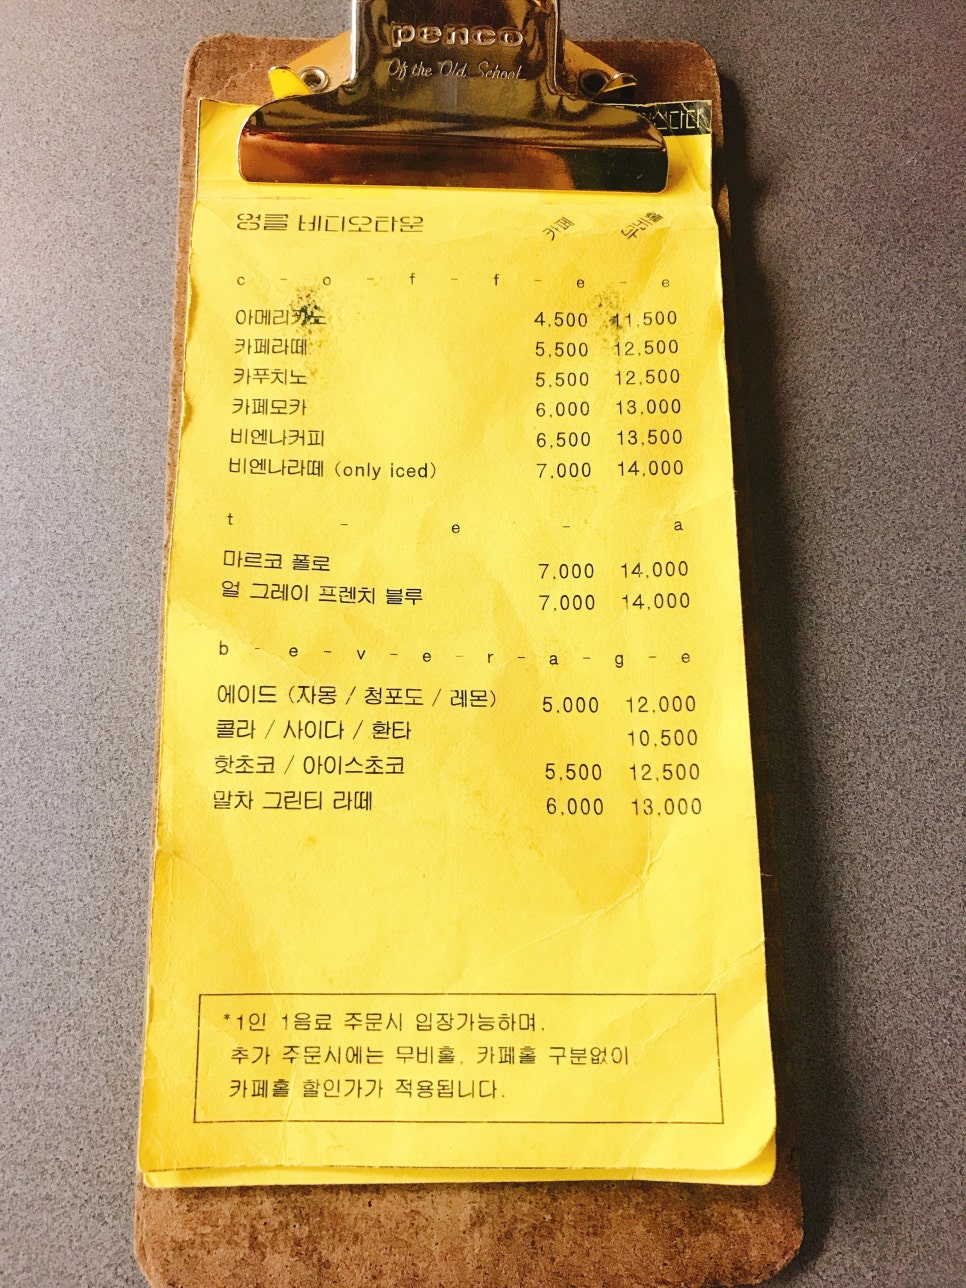 penco
Of the Old School
영클 비디오타운 카페 무비홀
c - o - f - f - e - e
아메리카노 4,500 11,500
카페라떼 5,500 12,500
카푸치노 5,500 12,500
카페모카 6,000 13,000
비엔나커피 6,500 13,500
비엔나라떼 (only iced) 7,000 14,000
t - e - a
마르코 폴로 7,000 14,000
얼 그레이 프렌치 블루 7,000 14,000
b - e - v - e - r - a - g - e
에이드 (자몽 / 청포도 / 레몬) 5,000 12,000
콜라 / 사이다 / 환타 10,500
핫초코 / 아이스초코 5,500 12,500
말차 그린티 라떼 6,000 13,000
*1인 1음료 주문시 입장가능하며,
추가 주문시에는 무비홀, 카페홀 구분없이
카페홀 할인가가 적용됩니다.